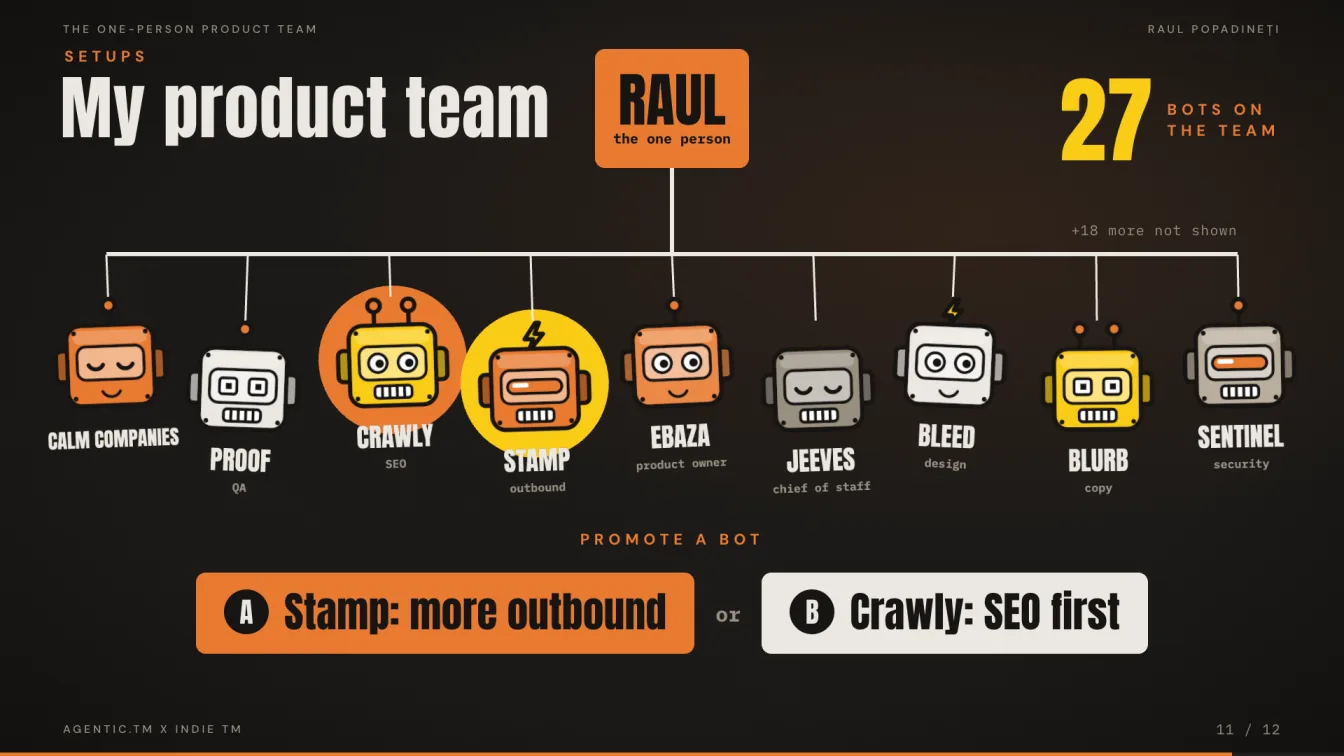 THE ONE-PERSON PRODUCT TEAM
RAUL POPADINEȚI
SETUPS
My product team
RAUL
the one person
27
BOTS ON
THE TEAM
+18 more not shown
CALM COMPANIES
PROOF
QA
CRAWLY
SEO
STAMP
outbound
EBAZA
product owner
JEEVES
chief of staff
BLEED
design
BLURB
copy
SENTINEL
security
PROMOTE A BOT
A Stamp: more outbound
or
B Crawly: SEO first
AGENTIC.TM X INDIE TM
11 / 12